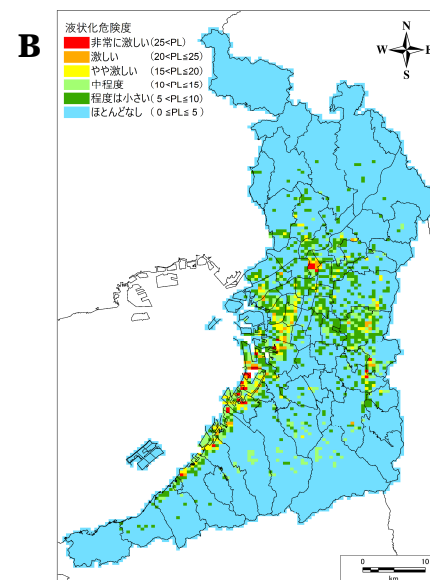 B
液状化危険度
非常に激しい(25<PL)
激しい (20<PL≦25)
やや激しい (15<PL≦20)
中程度 (10<PL≦15)
程度は小さい(5<PL≦10)
ほとんどなし (0≦PL≦5)
N
W E
S
0 10
km